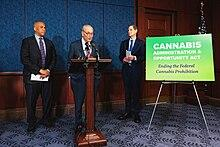 CANNABIS
ADMINISTRATION &
OPPORTUNITY ACT
Ending the Federal
Cannabis Prohibition